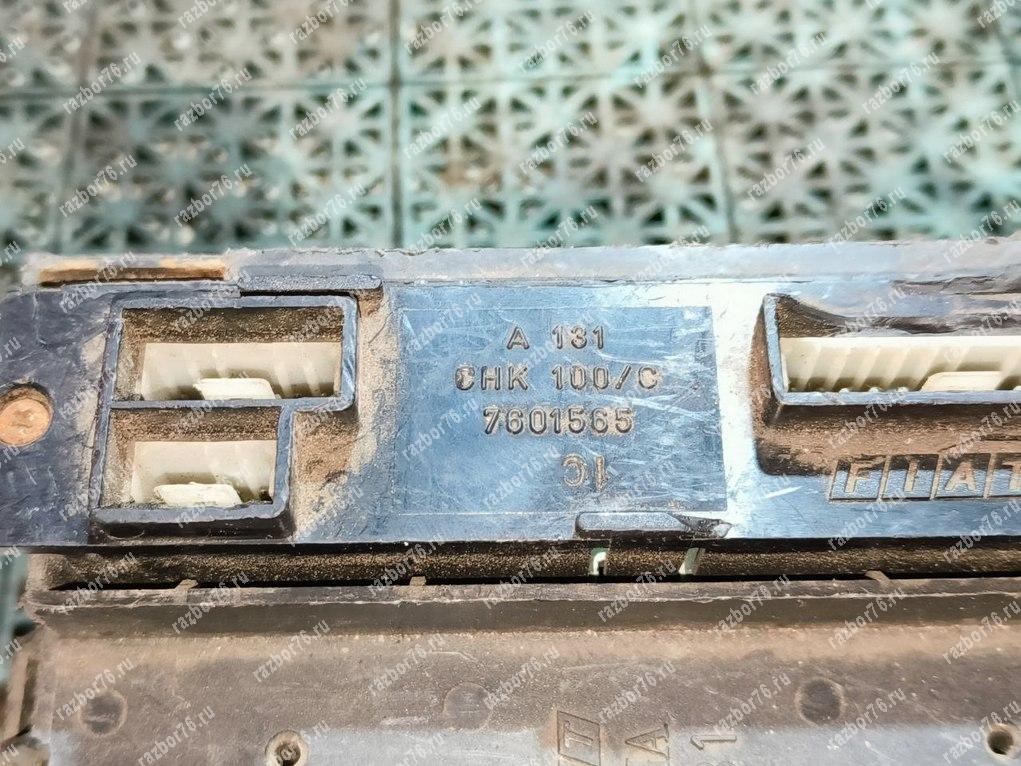 A 131
CHK 100/C
7601565
FIAT
razbor76.ru